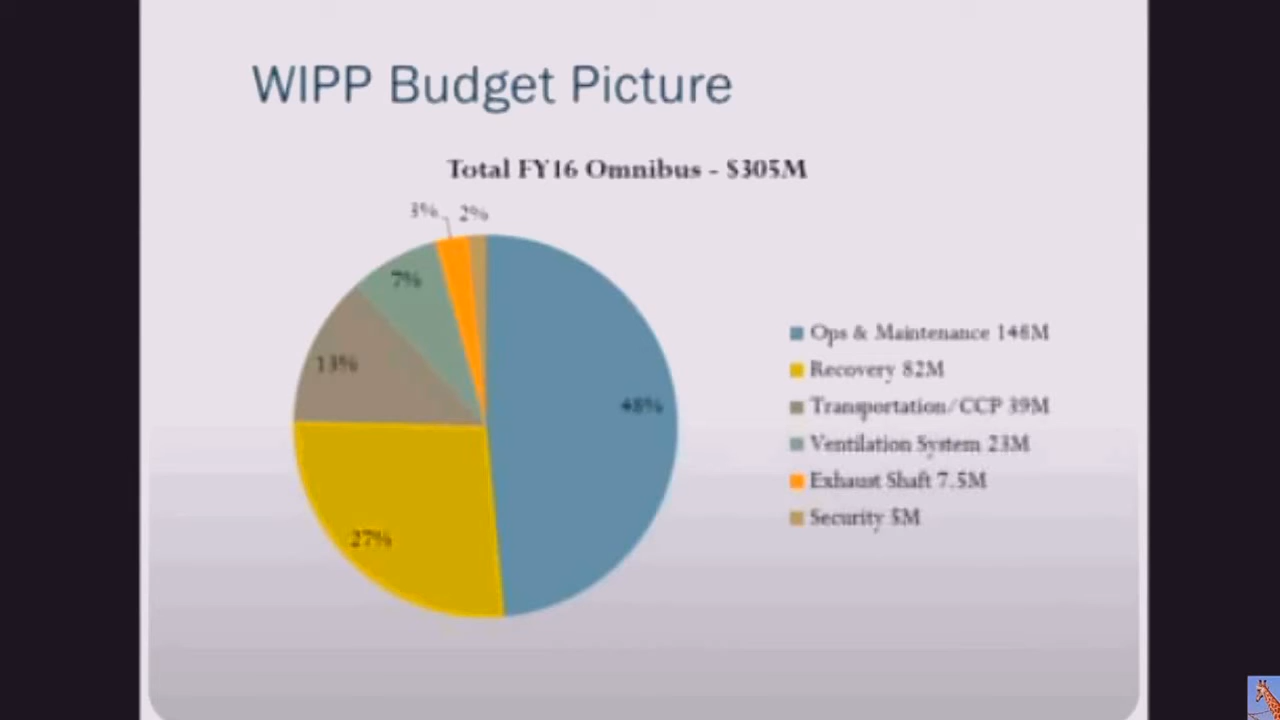 WIPP Budget Picture
Total FY16 Omnibus - $305M
3%
2%
7%
13%
48%
27%
Ops & Maintenance 148M
Recovery 82M
Transportation/CCP 39M
Ventilation System 23M
Exhaust Shaft 7.5M
Security 5M